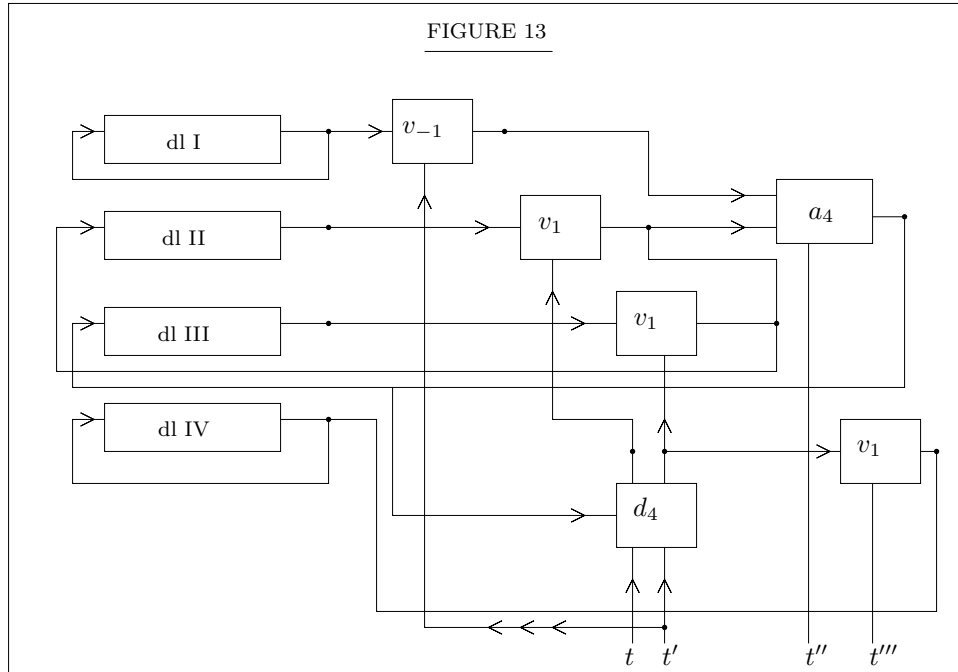 FIGURE 13
dl I
v₋₁
dl II
v₁
a₄
dl III
v₁
dl IV
v₁
d₄
t t′ t″ t‴